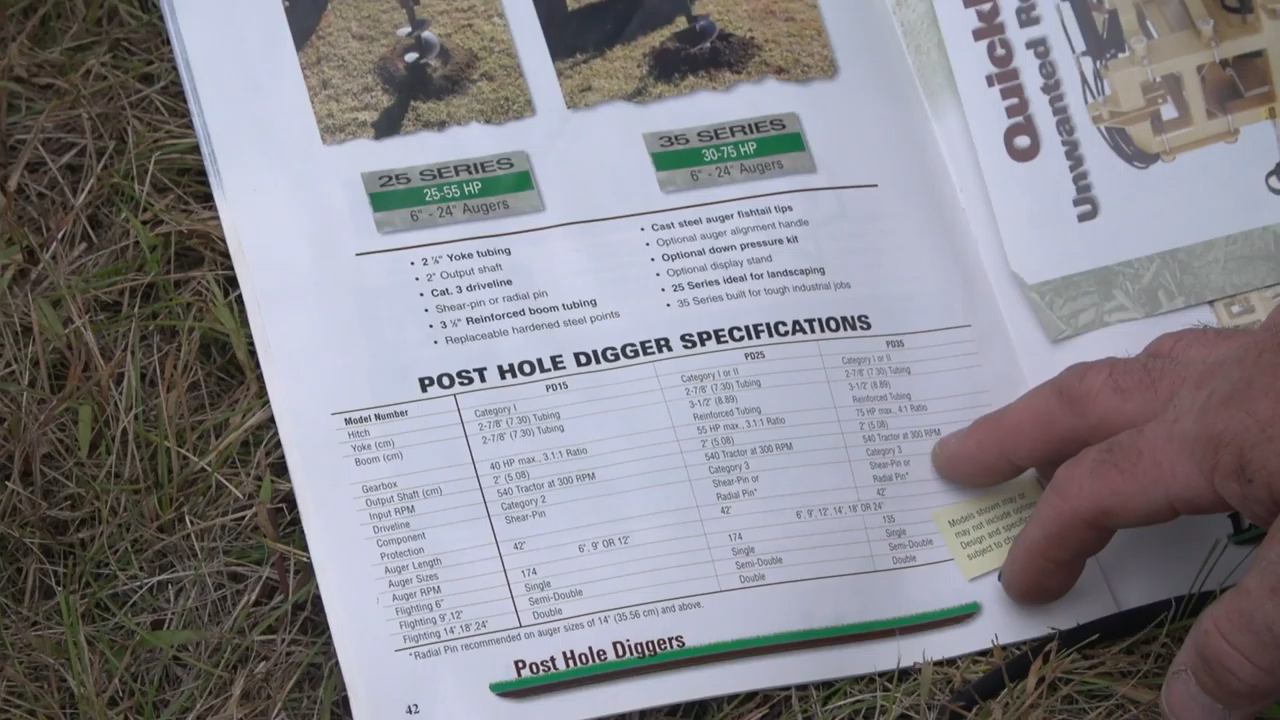 25 SERIES
25-55 HP
6" - 24" Augers
35 SERIES
30-75 HP
6" - 24" Augers
• 2 ⅞" Yoke tubing
• 2" Output shaft
• Cat. 3 driveline
• Shear-pin or radial pin
• 3 ½" Reinforced boom tubing
• Replaceable hardened steel points
• Cast steel auger fishtail tips
• Optional auger alignment handle
• Optional down pressure kit
• Optional display stand
• 25 Series ideal for landscaping
• 35 Series built for tough industrial jobs
POST HOLE DIGGER SPECIFICATIONS
Model Number PD15 PD25 PD35
Hitch Category I Category I or II Category I or II
Yoke (cm) 2-7/8' (7.30) Tubing 2-7/8' (7.30) Tubing 2-7/8' (7.30) Tubing
Boom (cm) 2-7/8' (7.30) Tubing 3-1/2' (8.89) 3-1/2' (8.89)
Reinforced Tubing Reinforced Tubing
Gearbox 40 HP max., 3.1:1 Ratio 55 HP max., 3.1:1 Ratio 75 HP max., 4:1 Ratio
Output Shaft (cm) 2' (5.08) 2' (5.08) 2' (5.08)
Input RPM 540 Tractor at 300 RPM 540 Tractor at 300 RPM 540 Tractor at 300 RPM
Driveline Category 2 Category 3 Category 3
Component Shear-Pin Shear-Pin or Shear-Pin or
Protection Radial Pin* Radial Pin*
Auger Length 42' 42' 42'
Auger Sizes 6', 9' OR 12' 6', 9', 12', 14', 18' OR 24'
Auger RPM 174 174 135
Flighting 6" Single Single Single
Flighting 9',12' Semi-Double Semi-Double Semi-Double
Flighting 14',18',24' Double Double Double
*Radial Pin recommended on auger sizes of 14" (35.56 cm) and above.
Post Hole Diggers
42
Models shown may or
may not include
Design and
subject to
Unwanted